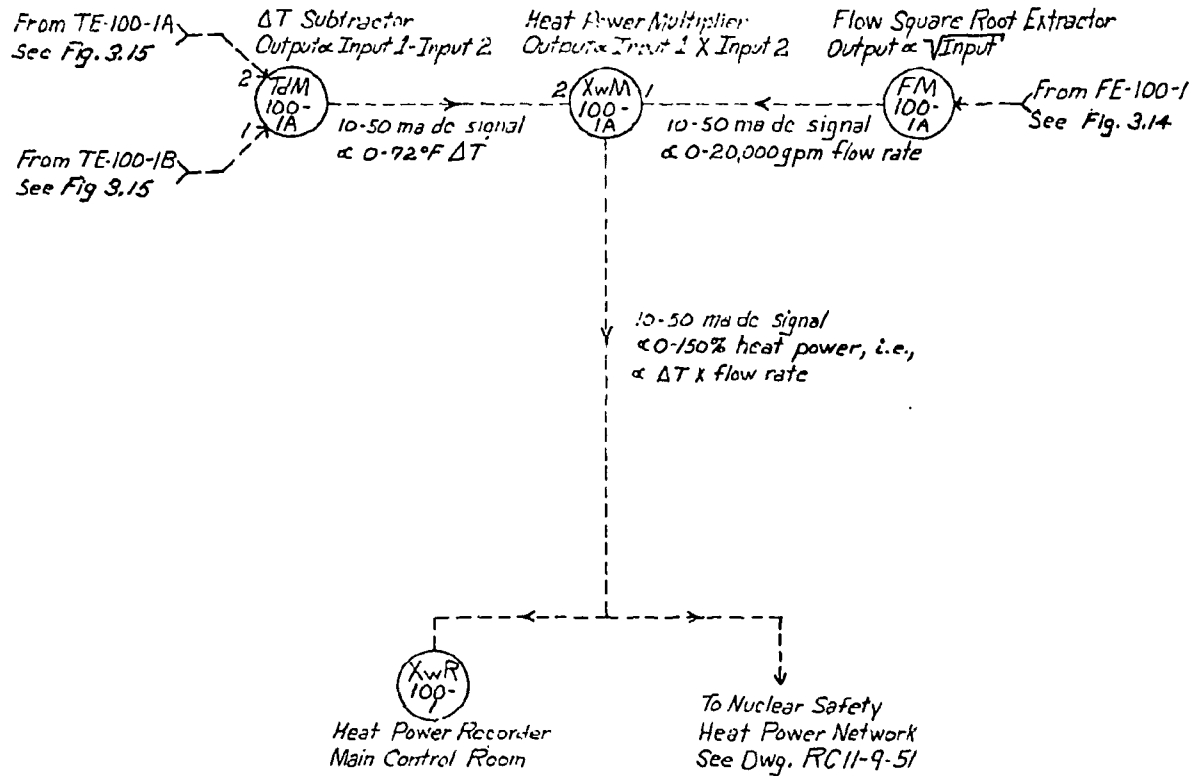 From TE-100-1A
See Fig. 3.15
ΔT Subtractor
Output ∝ Input 1-Input 2
Heat Power Multiplier
Output ∝ Input 1 X Input 2
Flow Square Root Extractor
Output ∝ √Input
2
TdM
100-
1A
1
From TE-100-1B
See Fig 3.15
10-50 ma dc signal
∝ 0-72°F ΔT
2
XwM
100-
1A
1
10-50 ma dc signal
∝ 0-20,000 gpm flow rate
FM
100-
1A
From FE-100-1
See Fig. 3.14
10-50 ma dc signal
∝ 0-150% heat power, i.e.,
∝ ΔT X flow rate
XwR
100-
1
Heat Power Recorder
Main Control Room
To Nuclear Safety
Heat Power Network
See Dwg. RC11-9-51